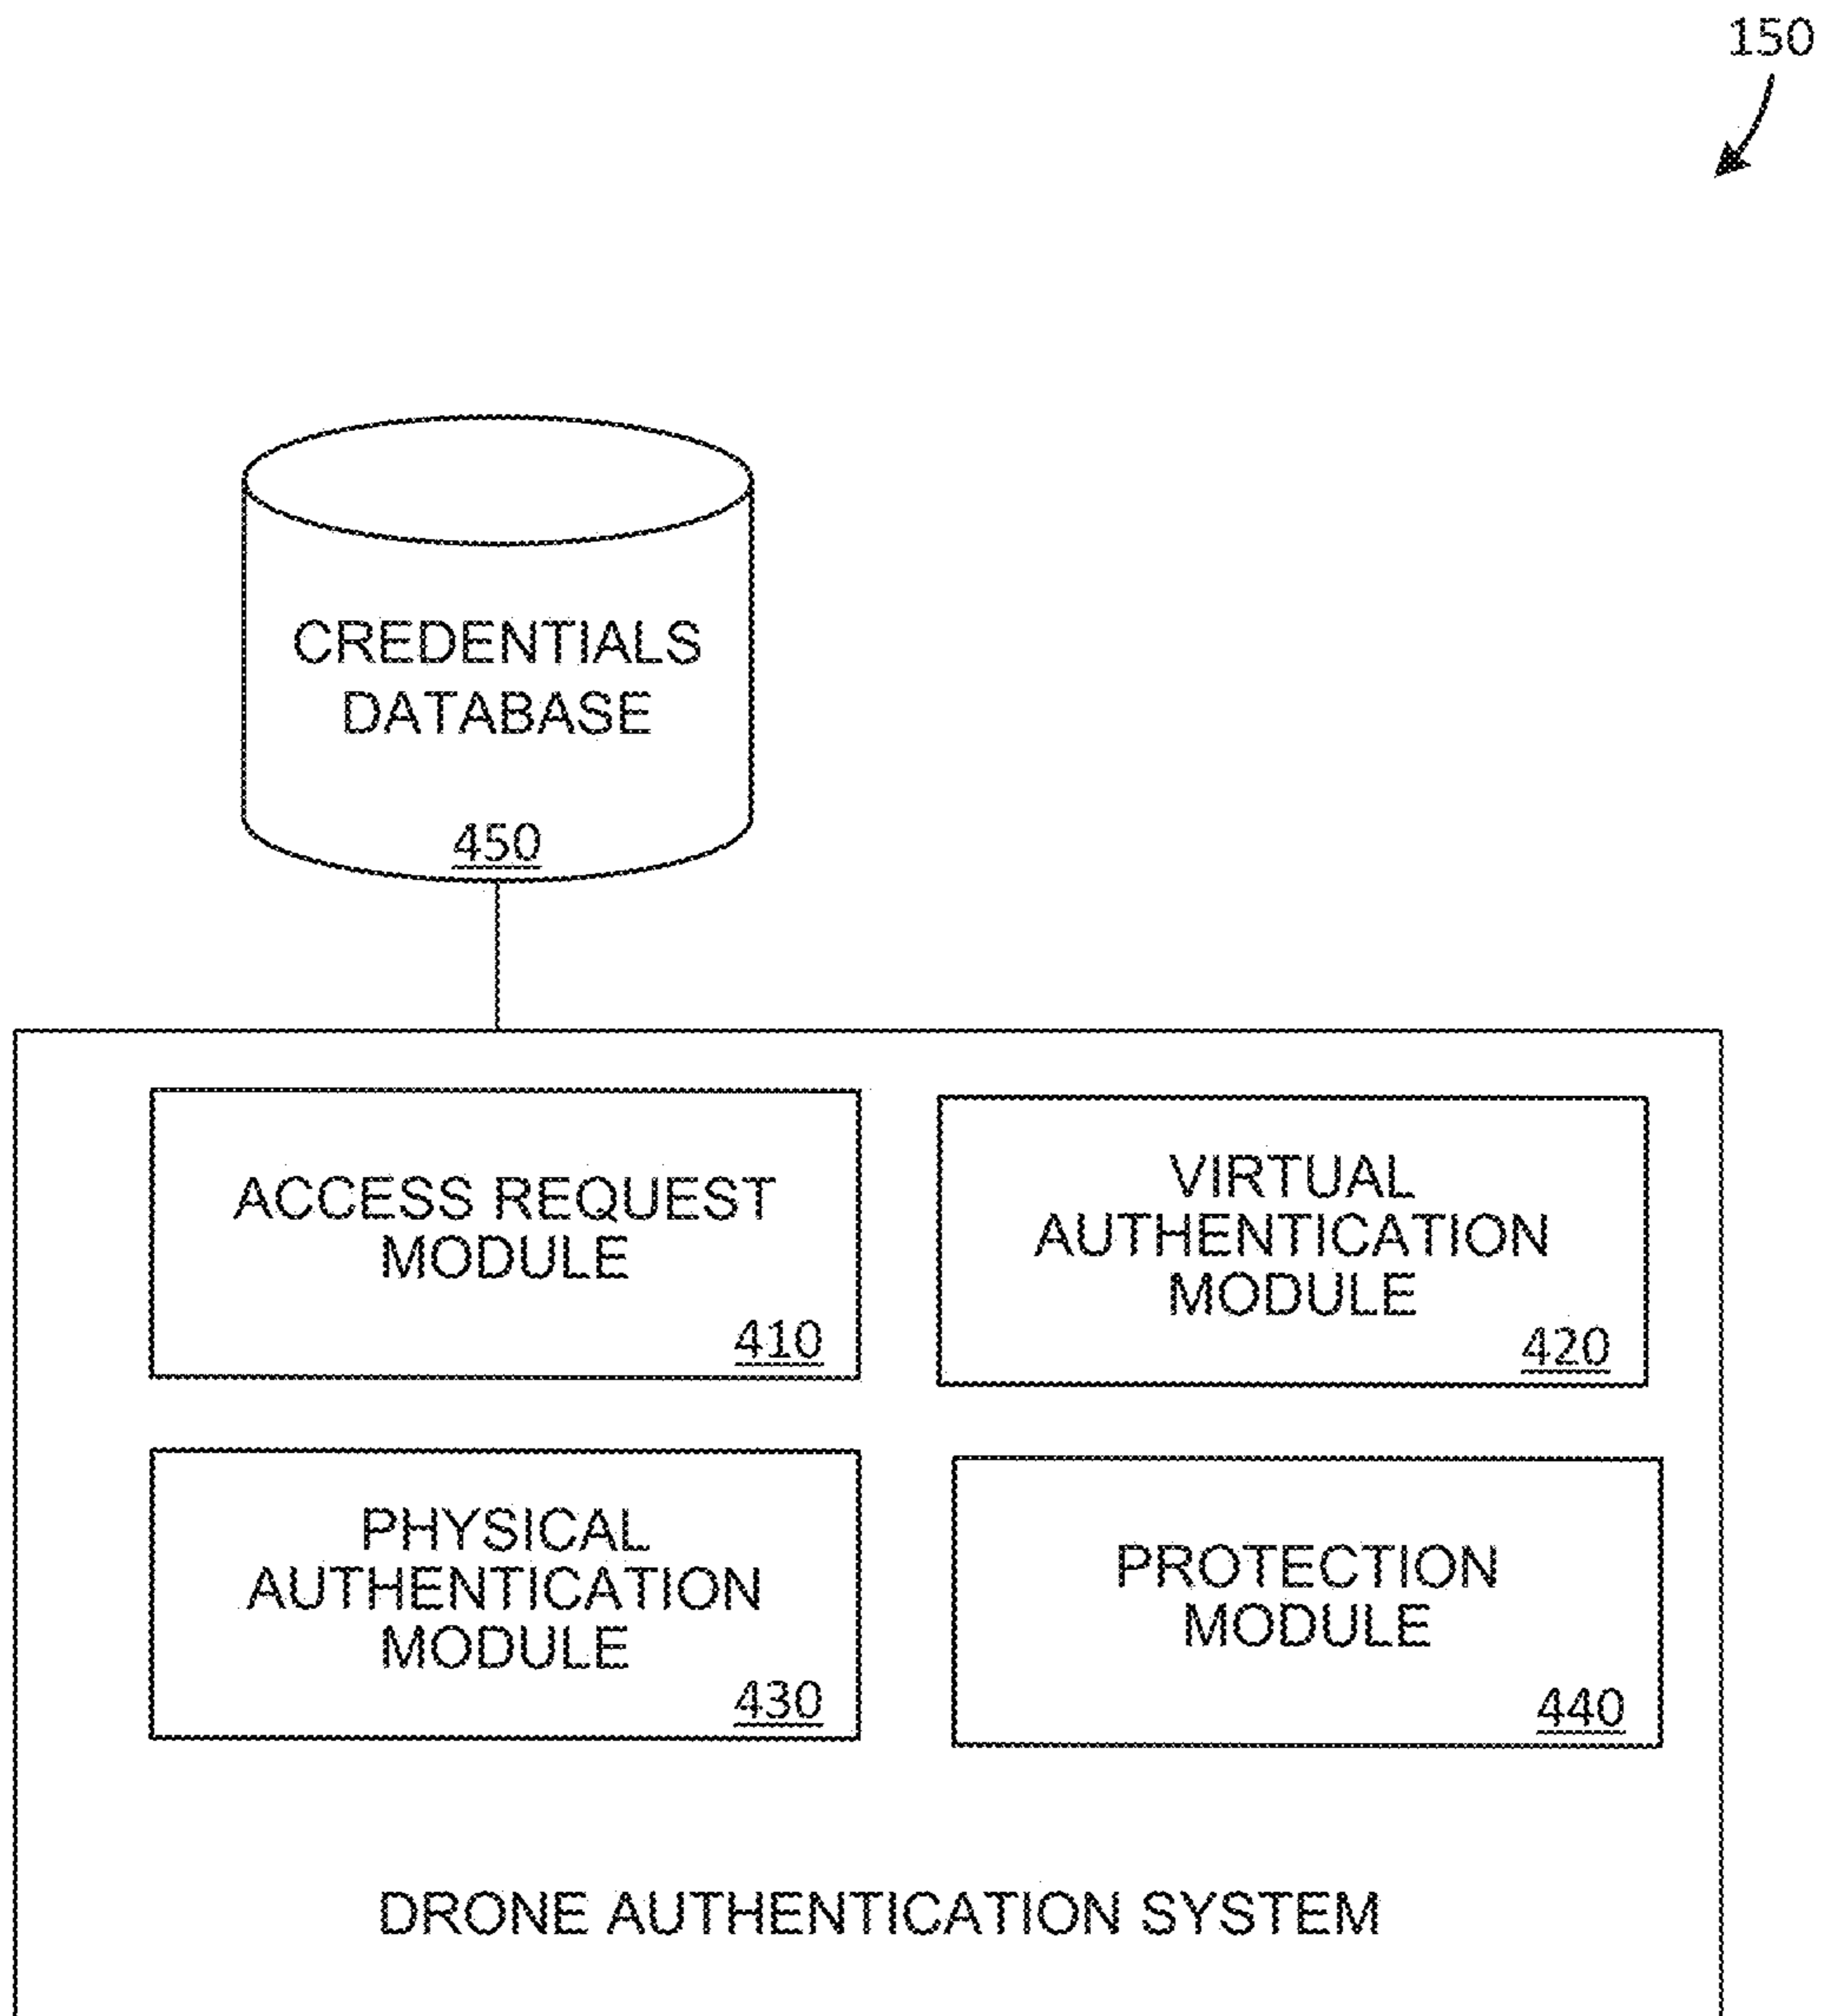 150
CREDENTIALS
DATABASE
450
ACCESS REQUEST
MODULE
410
VIRTUAL
AUTHENTICATION
MODULE
420
PHYSICAL
AUTHENTICATION
MODULE
430
PROTECTION
MODULE
440
DRONE AUTHENTICATION SYSTEM